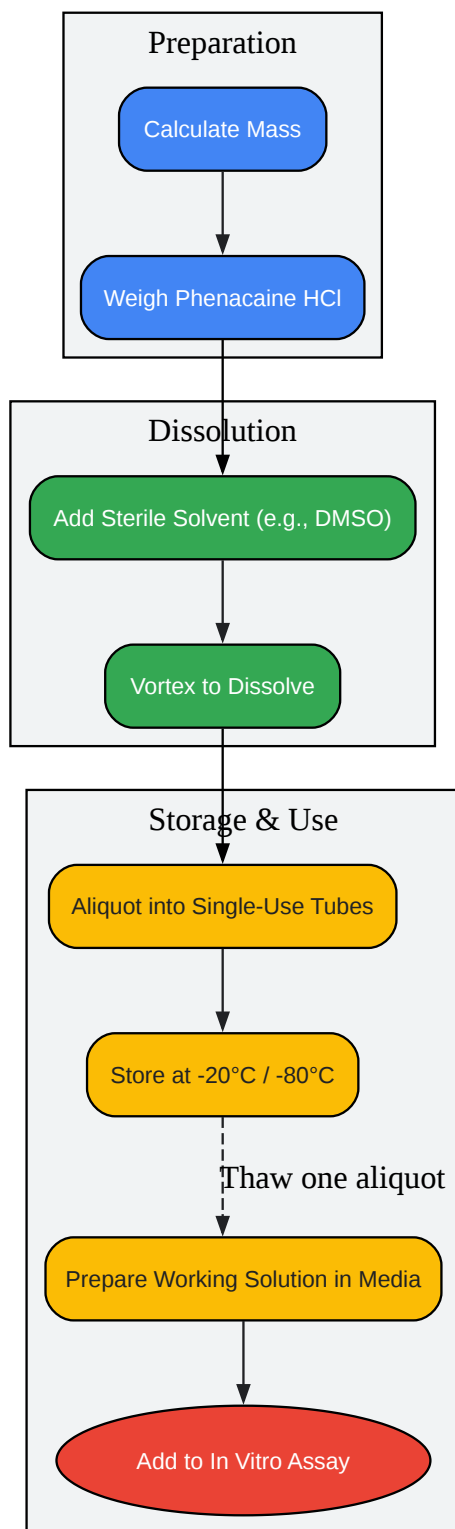 Preparation
Calculate Mass
Weigh Phenacaine HCl
Dissolution
Add Sterile Solvent (e.g., DMSO)
Vortex to Dissolve
Storage & Use
Aliquot into Single-Use Tubes
Store at -20°C / -80°C
Thaw one aliquot
Prepare Working Solution in Media
Add to In Vitro Assay